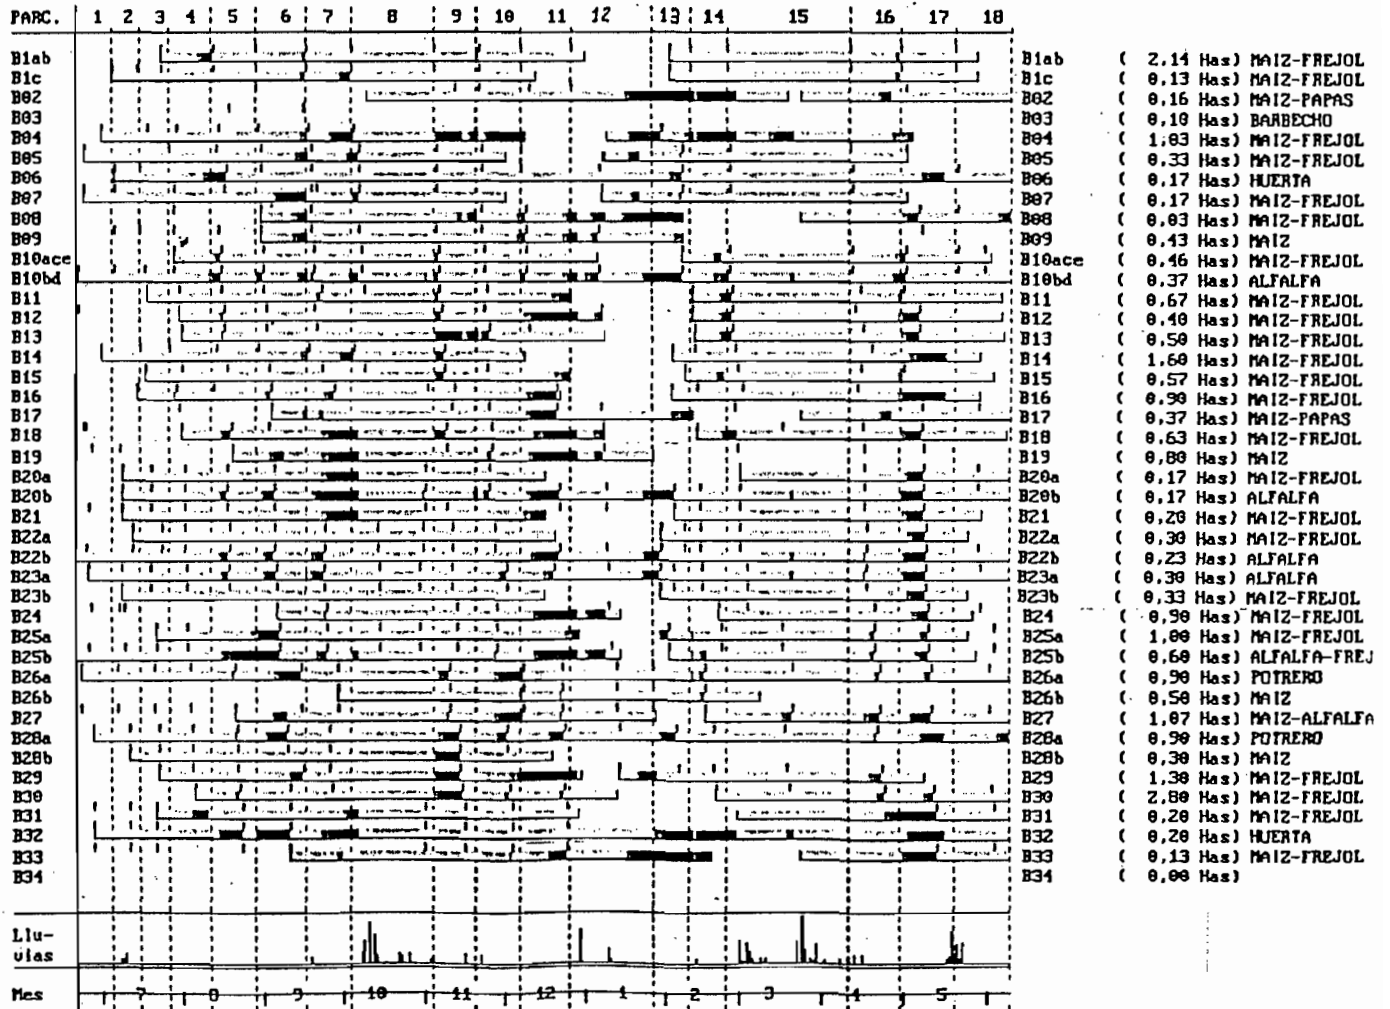 PARC. 1 2 3 4 5 6 7 8 9 10 11 12 13 14 15 16 17 18
B1ab B1ab ( 2,14 Has) MAIZ-FREJOL
B1c B1c ( 0,13 Has) MAIZ-FREJOL
B02 B02 ( 0,16 Has) MAIZ-PAPAS
B03 B03 ( 0,10 Has) BARBECHO
B04 B04 ( 1,03 Has) MAIZ-FREJOL
B05 B05 ( 0,33 Has) MAIZ-FREJOL
B06 B06 ( 0,17 Has) HUERTA
B07 B07 ( 0,17 Has) MAIZ-FREJOL
B08 B08 ( 0,03 Has) MAIZ-FREJOL
B09 B09 ( 0,43 Has) MAIZ
B10ace B10ace ( 0,46 Has) MAIZ-FREJOL
B10bd B10bd ( 0,37 Has) ALFALFA
B11 B11 ( 0,67 Has) MAIZ-FREJOL
B12 B12 ( 0,40 Has) MAIZ-FREJOL
B13 B13 ( 0,50 Has) MAIZ-FREJOL
B14 B14 ( 1,60 Has) MAIZ-FREJOL
B15 B15 ( 0,57 Has) MAIZ-FREJOL
B16 B16 ( 0,90 Has) MAIZ-FREJOL
B17 B17 ( 0,37 Has) MAIZ-PAPAS
B18 B18 ( 0,63 Has) MAIZ-FREJOL
B19 B19 ( 0,80 Has) MAIZ
B20a B20a ( 0,17 Has) MAIZ-FREJOL
B20b B20b ( 0,17 Has) ALFALFA
B21 B21 ( 0,20 Has) MAIZ-FREJOL
B22a B22a ( 0,30 Has) MAIZ-FREJOL
B22b B22b ( 0,23 Has) ALFALFA
B23a B23a ( 0,30 Has) ALFALFA
B23b B23b ( 0,33 Has) MAIZ-FREJOL
B24 B24 ( 0,90 Has) MAIZ-FREJOL
B25a B25a ( 1,00 Has) MAIZ-FREJOL
B25b B25b ( 0,60 Has) ALFALFA-FREJ
B26a B26a ( 0,90 Has) POTRERO
B26b B26b ( 0,50 Has) MAIZ
B27 B27 ( 1,07 Has) MAIZ-ALFALFA
B28a B28a ( 0,90 Has) POTRERO
B28b B28b ( 0,30 Has) MAIZ
B29 B29 ( 1,30 Has) MAIZ-FREJOL
B30 B30 ( 2,80 Has) MAIZ-FREJOL
B31 B31 ( 0,20 Has) MAIZ-FREJOL
B32 B32 ( 0,20 Has) HUERTA
B33 B33 ( 0,13 Has) MAIZ-FREJOL
B34 B34 ( 0,00 Has)
Llu-
vias
Mes 7 8 9 10 11 12 1 2 3 4 5